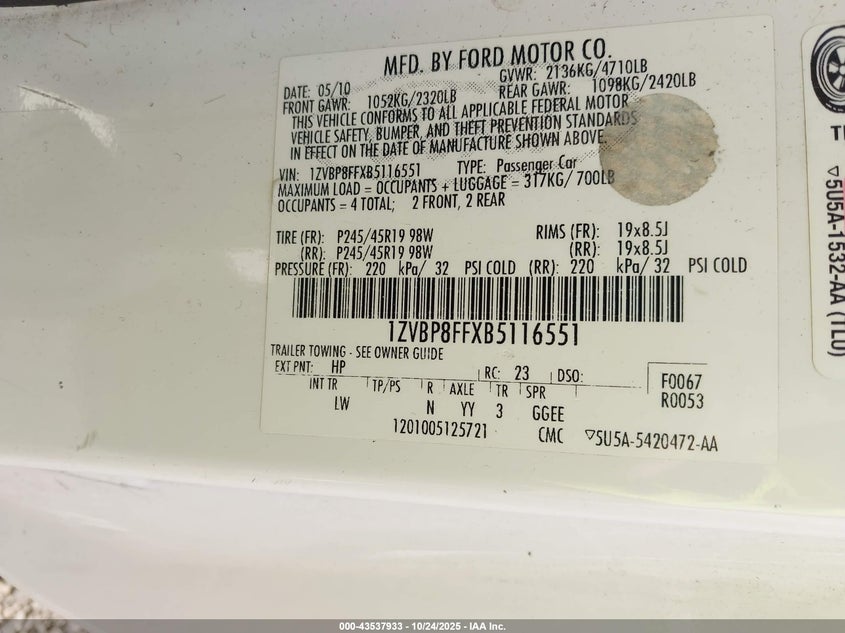 MFD. BY FORD MOTOR CO.
DATE: 05/10 GVWR: 2136KG/4710LB
FRONT GAWR: 1052KG/2320LB REAR GAWR: 1098KG/2420LB
THIS VEHICLE CONFORMS TO ALL APPLICABLE FEDERAL MOTOR
VEHICLE SAFETY, BUMPER, AND THEFT PREVENTION STANDARDS
IN EFFECT ON THE DATE OF MANUFACTURE SHOWN ABOVE.
VIN: 1ZVBP8FFXB5116551 TYPE: Passenger Car
MAXIMUM LOAD = OCCUPANTS + LUGGAGE = 317KG/ 700LB
OCCUPANTS = 4 TOTAL; 2 FRONT, 2 REAR
TIRE (FR): P245/45R19 98W RIMS (FR): 19x8.5J
(RR): P245/45R19 98W (RR): 19x8.5J
PRESSURE (FR): 220 kPa/ 32 PSI COLD (RR): 220 kPa/ 32 PSI COLD
1ZVBP8FFXB5116551
TRAILER TOWING - SEE OWNER GUIDE
EXT PNT: HP RC: 23 DSO: F0067
R0053
INT TR TP/PS R AXLE TR SPR
LW N YY 3 GGEE
1201005125721 CMC ▽5U5A-5420472-AA
▽5U5A-1532-AA (TLU)
000-43537933 - 10/24/2025 - IAA Inc.